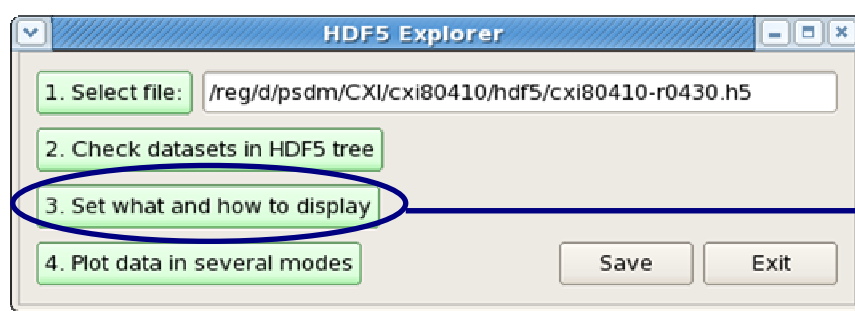 HDF5 Explorer
1. Select file: /reg/d/psdm/CXI/cxi80410/hdf5/cxi80410-r0430.h5
2. Check datasets in HDF5 tree
3. Set what and how to display
4. Plot data in several modes Save Exit